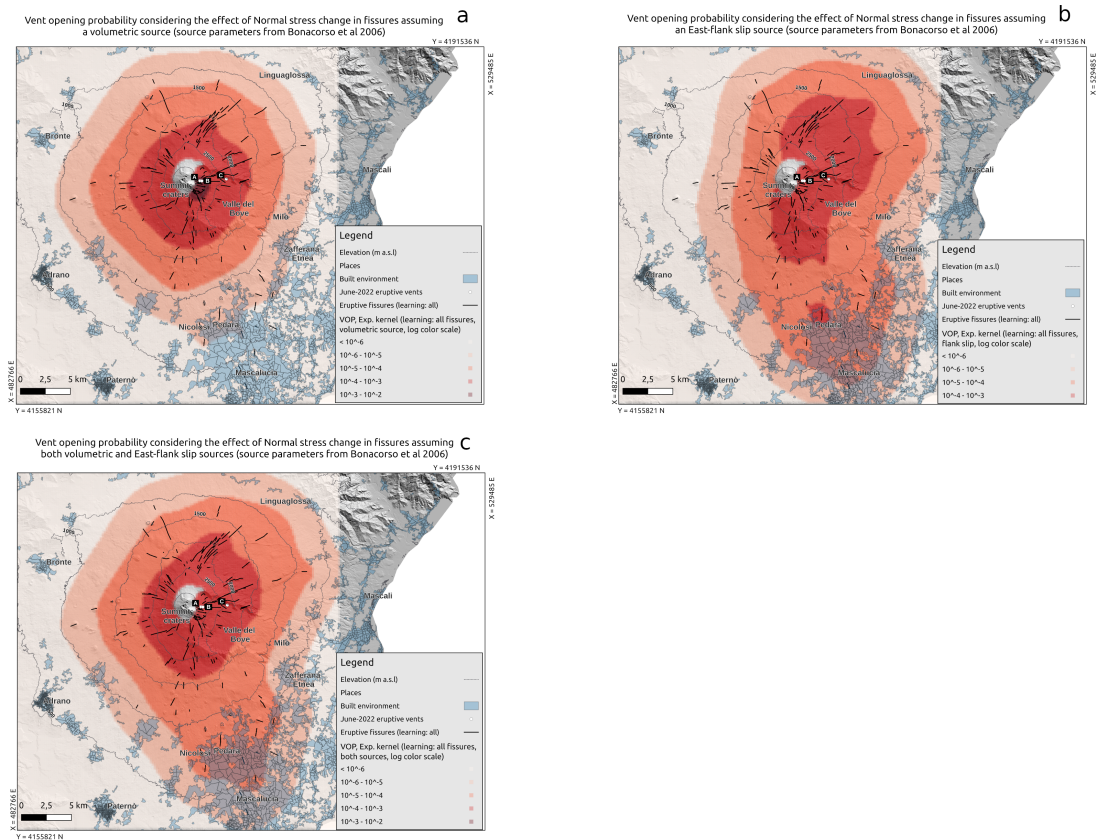 a
Vent opening probability considering the effect of Normal stress change in fissures assuming
a volumetric source (source parameters from Bonacorso et al 2006)
Y = 4191536 N
X = 529485 E
Linguaglossa
1500
1000
Bronte
Mascali
Summit
craters
A
B
C
Valle del
Bove
Milo
Zafferana
Etnea
Adrano
Nicolosi
Pedara
Mascalucia
Paternò
0 2,5 5 km
X = 482766 E
Y = 4155821 N
Legend
Elevation (m a.s.l)
Places
Built environment
June-2022 eruptive vents
Eruptive fissures (learning: all)
VOP, Exp. kernel (learning: all fissures,
volumetric source, log color scale)
< 10^-6
10^-6 - 10^-5
10^-5 - 10^-4
10^-4 - 10^-3
10^-3 - 10^-2
b
Vent opening probability considering the effect of Normal stress change in fissures assuming
an East-flank slip source (source parameters from Bonacorso et al 2006)
Y = 4191536 N
X = 529485 E
Linguaglossa
1500
1000
Bronte
Mascali
Summit
craters
A
B
C
Valle del
Bove
Milo
Zafferana
Etnea
Adrano
Nicolosi
Pedara
Mascalucia
Paternò
0 2,5 5 km
X = 482766 E
Y = 4155821 N
Legend
Elevation (m a.s.l)
Places
Built environment
June-2022 eruptive vents
Eruptive fissures (learning: all)
VOP, Exp. kernel (learning: all fissures,
flank slip, log color scale)
< 10^-6
10^-6 - 10^-5
10^-5 - 10^-4
10^-4 - 10^-3
c
Vent opening probability considering the effect of Normal stress change in fissures assuming
both volumetric and East-flank slip sources (source parameters from Bonacorso et al 2006)
Y = 4191536 N
X = 529485 E
Linguaglossa
1500
1000
Bronte
Mascali
Summit
craters
A
B
C
Valle del
Bove
Milo
Zafferana
Etnea
Adrano
Nicolosi
Pedara
Mascalucia
Paternò
0 2,5 5 km
X = 482766 E
Y = 4155821 N
Legend
Elevation (m a.s.l)
Places
Built environment
June-2022 eruptive vents
Eruptive fissures (learning: all)
VOP, Exp. kernel (learning: all fissures,
both sources, log color scale)
< 10^-6
10^-6 - 10^-5
10^-5 - 10^-4
10^-4 - 10^-3
10^-3 - 10^-2